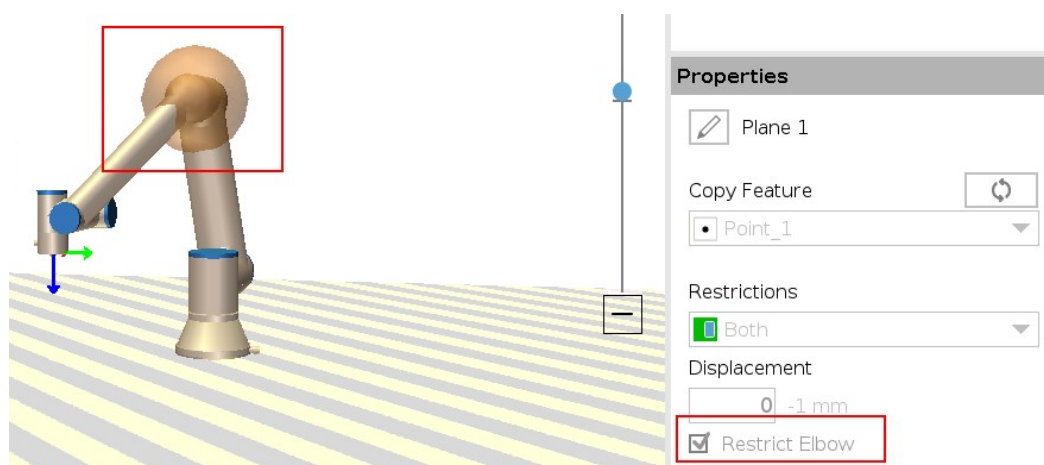 Properties
Plane 1
Copy Feature
Point_1
Restrictions
Both
Displacement
0 -1 mm
Restrict Elbow